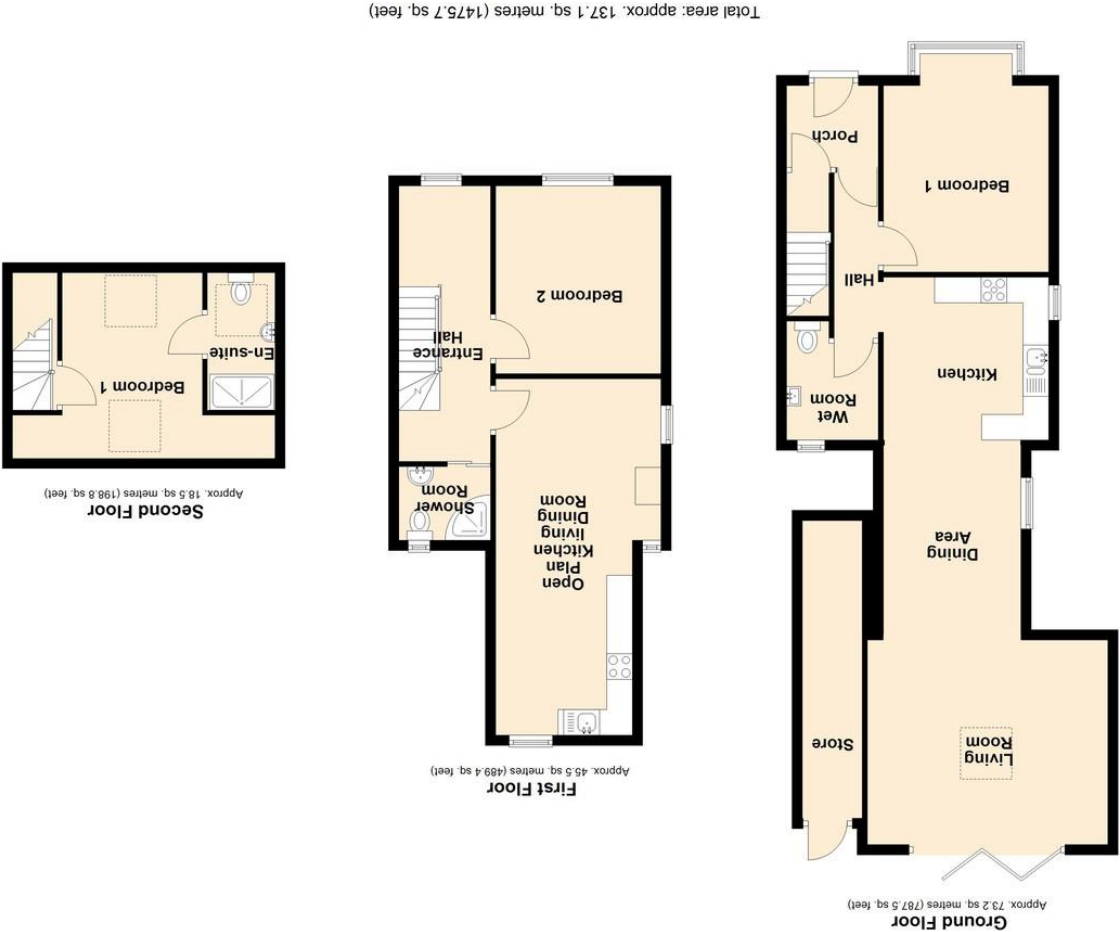 Ground Floor
Approx. 73.2 sq. metres (787.5 sq. feet)
Living
Room
Store
Dining
Area
Wet
Room
Kitchen
Hall
Bedroom 1
Porch
First Floor
Approx. 45.5 sq. metres (489.4 sq. feet)
Open
Plan
Kitchen
living
Dining
Room
Shower
Room
Entrance
Hall
Bedroom 2
Second Floor
Approx. 18.5 sq. metres (198.8 sq. feet)
Bedroom 1
En-suite
Total area: approx. 137.1 sq. metres (1475.7 sq. feet)